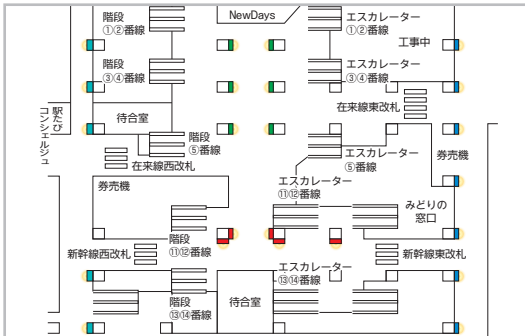 階段
①②番線
NewDays
エスカレーター
①②番線
工事中
階段
③④番線
エスカレーター
③④番線
駅たび
コンシェルジュ
待合室
在来線東改札
階段
⑤番線
エスカレーター
⑤番線
在来線西改札
券売機
券売機
エスカレーター
⑪⑫番線
みどりの
窓口
階段
⑪⑫番線
新幹線西改札
新幹線東改札
エスカレーター
⑬⑭番線
階段
⑬⑭番線
待合室